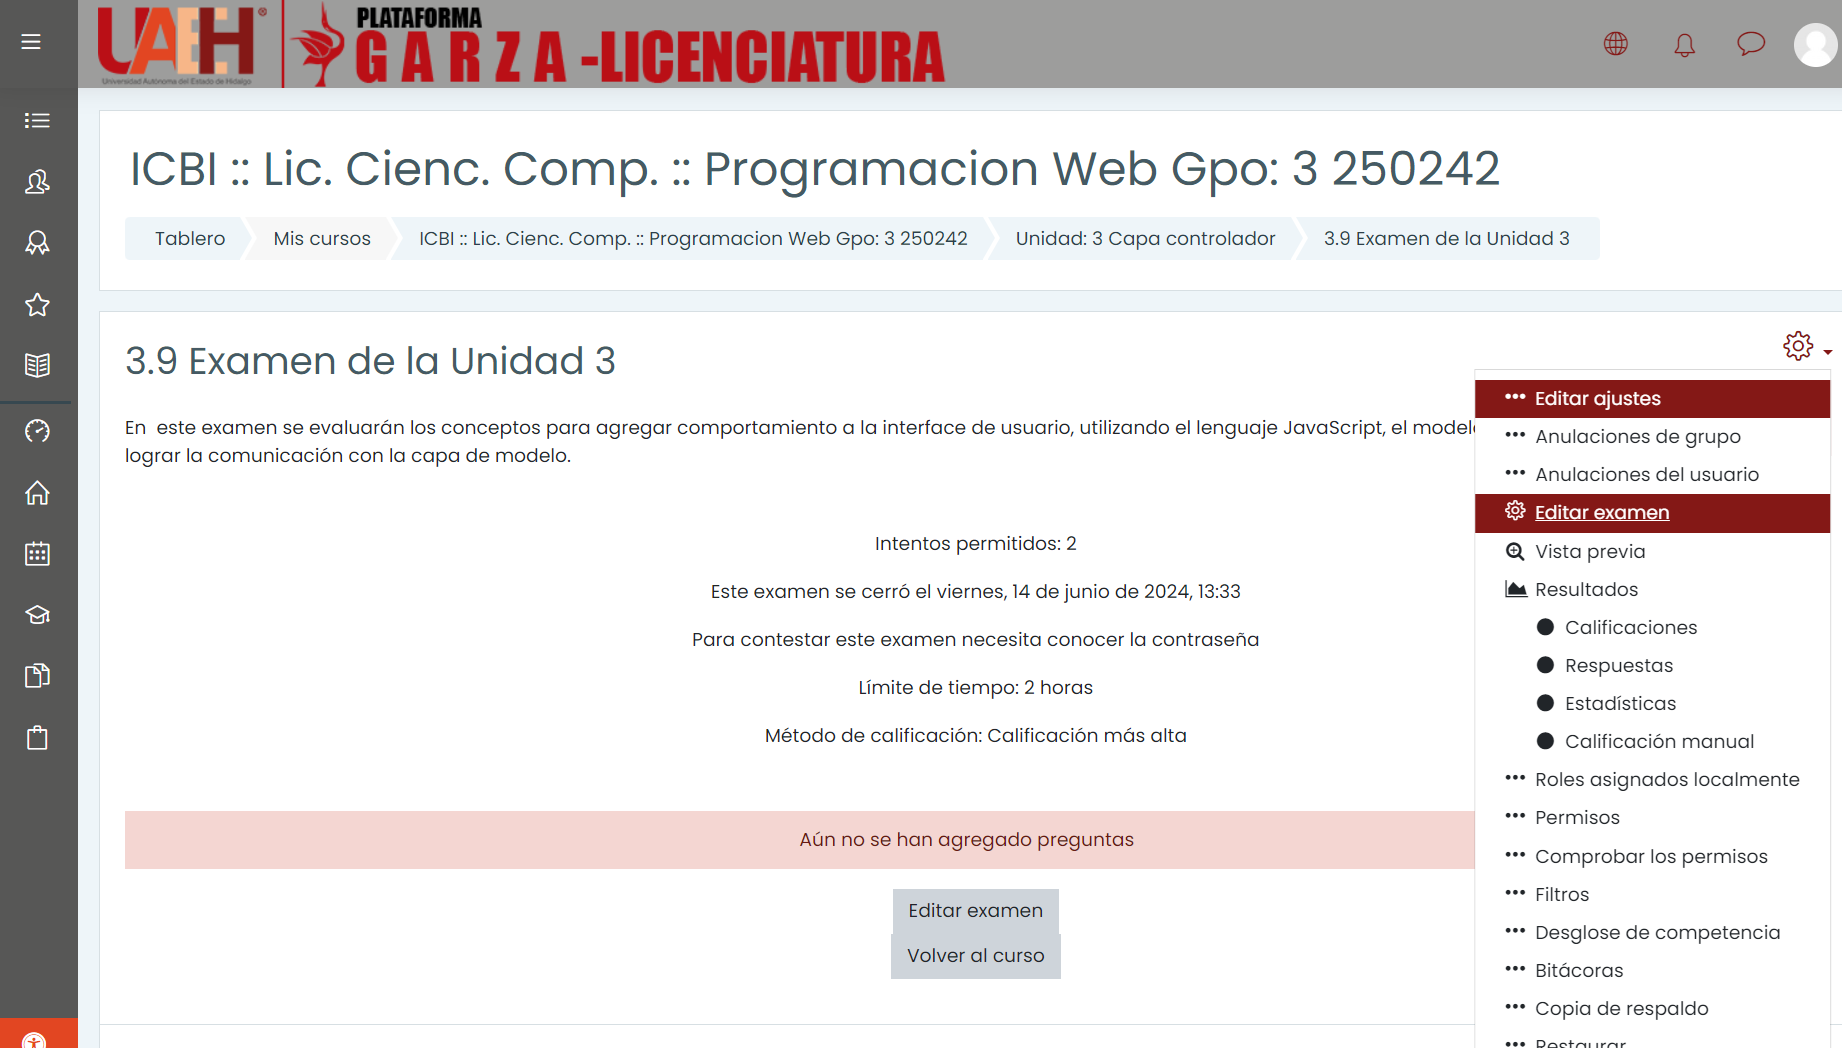 UAEH®
Universidad Autónoma del Estado de Hidalgo
PLATAFORMA
GARZA -LICENCIATURA
ICBI :: Lic. Cienc. Comp. :: Programacion Web Gpo: 3 250242
Tablero Mis cursos ICBI :: Lic. Cienc. Comp. :: Programacion Web Gpo: 3 250242 Unidad: 3 Capa controlador 3.9 Examen de la Unidad 3
3.9 Examen de la Unidad 3
En este examen se evaluarán los conceptos para agregar comportamiento a la interface de usuario, utilizando el lenguaje JavaScript, el
lograr la comunicación con la capa de modelo.
Intentos permitidos: 2
Este examen se cerró el viernes, 14 de junio de 2024, 13:33
Para contestar este examen necesita conocer la contraseña
Límite de tiempo: 2 horas
Método de calificación: Calificación más alta
Aún no se han agregado preguntas
Editar examen
Volver al curso
Editar ajustes
Anulaciones de grupo
Anulaciones del usuario
Editar examen
Vista previa
Resultados
Calificaciones
Respuestas
Estadísticas
Calificación manual
Roles asignados localmente
Permisos
Comprobar los permisos
Filtros
Desglose de competencia
Bitácoras
Copia de respaldo
Restaurar